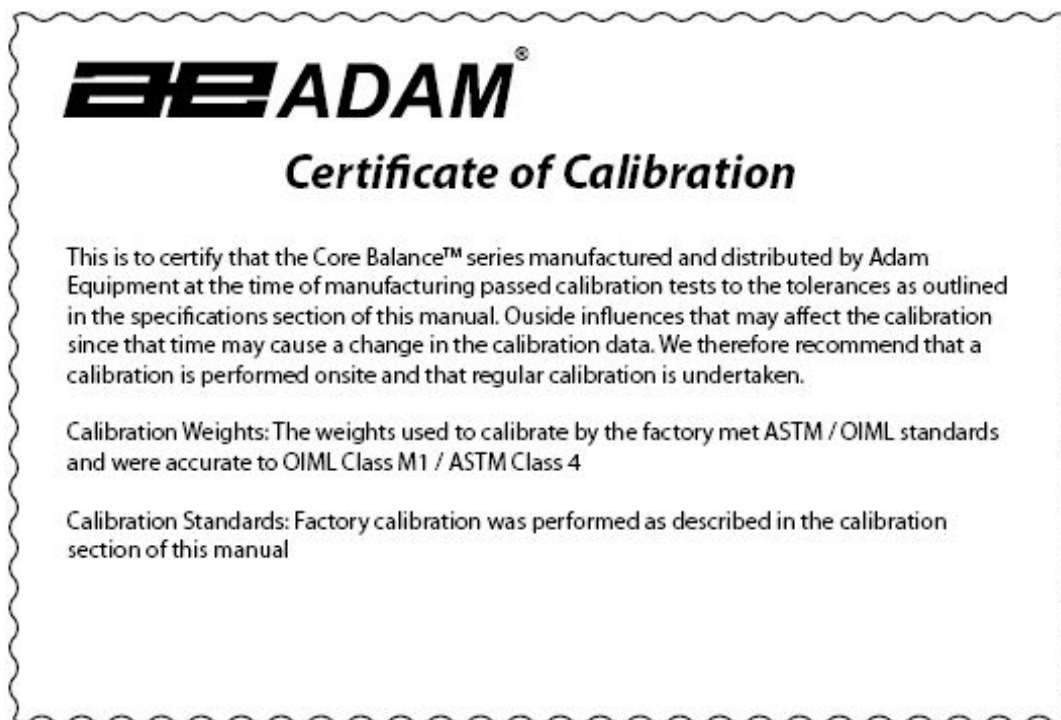 ae ADAM®
Certificate of Calibration
This is to certify that the Core Balance™ series manufactured and distributed by Adam
Equipment at the time of manufacturing passed calibration tests to the tolerances as outlined
in the specifications section of this manual. Ouside influences that may affect the calibration
since that time may cause a change in the calibration data. We therefore recommend that a
calibration is performed onsite and that regular calibration is undertaken.
Calibration Weights: The weights used to calibrate by the factory met ASTM / OIML standards
and were accurate to OIML Class M1 / ASTM Class 4
Calibration Standards: Factory calibration was performed as described in the calibration
section of this manual